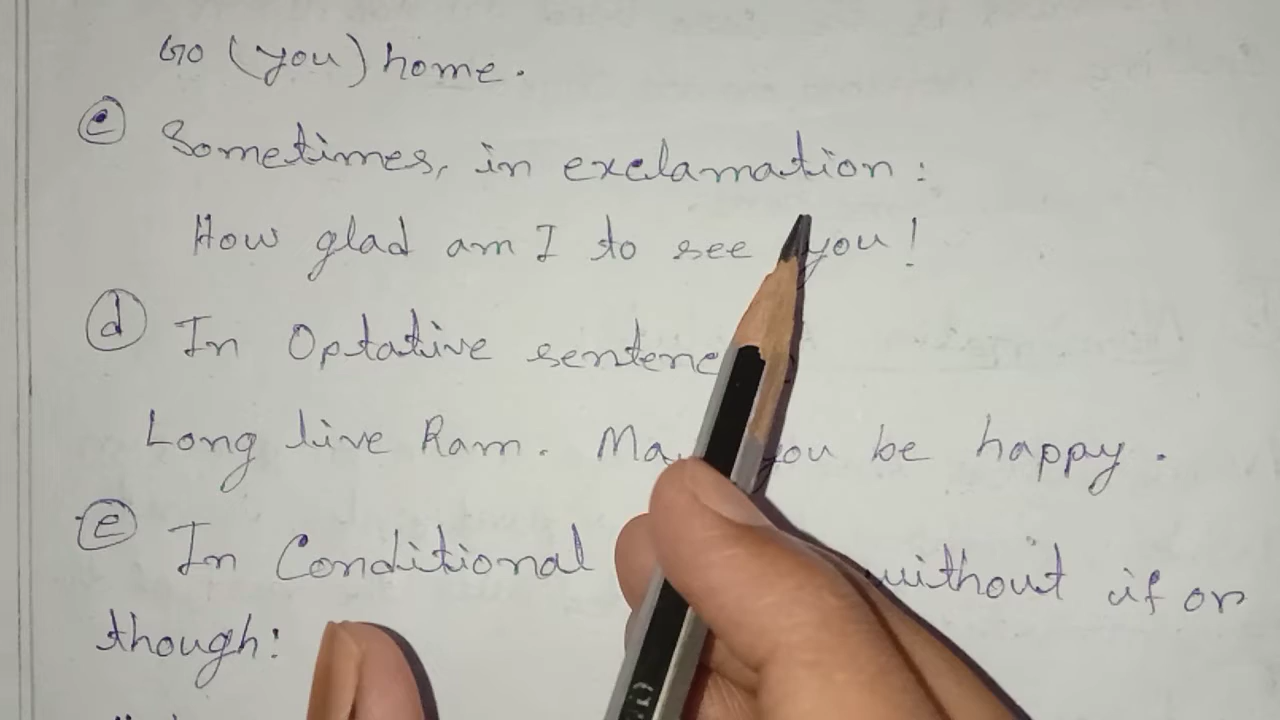 Go (you) home.
c Sometimes, in exclamation :
How glad am I to see you!
d In Optative
Long live Ram. you be happy.
e In Conditional without if or
though: